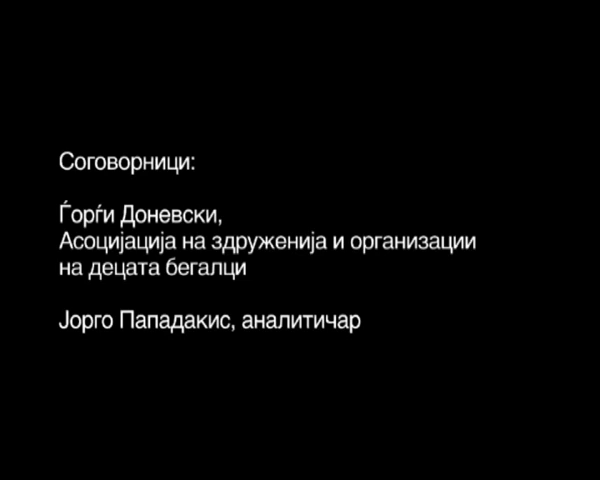 Соговорници:
Ѓорѓи Доневски,
Асоцијација на здруженија и организации
на децата бегалци
Јорго Пападакис, аналитичар